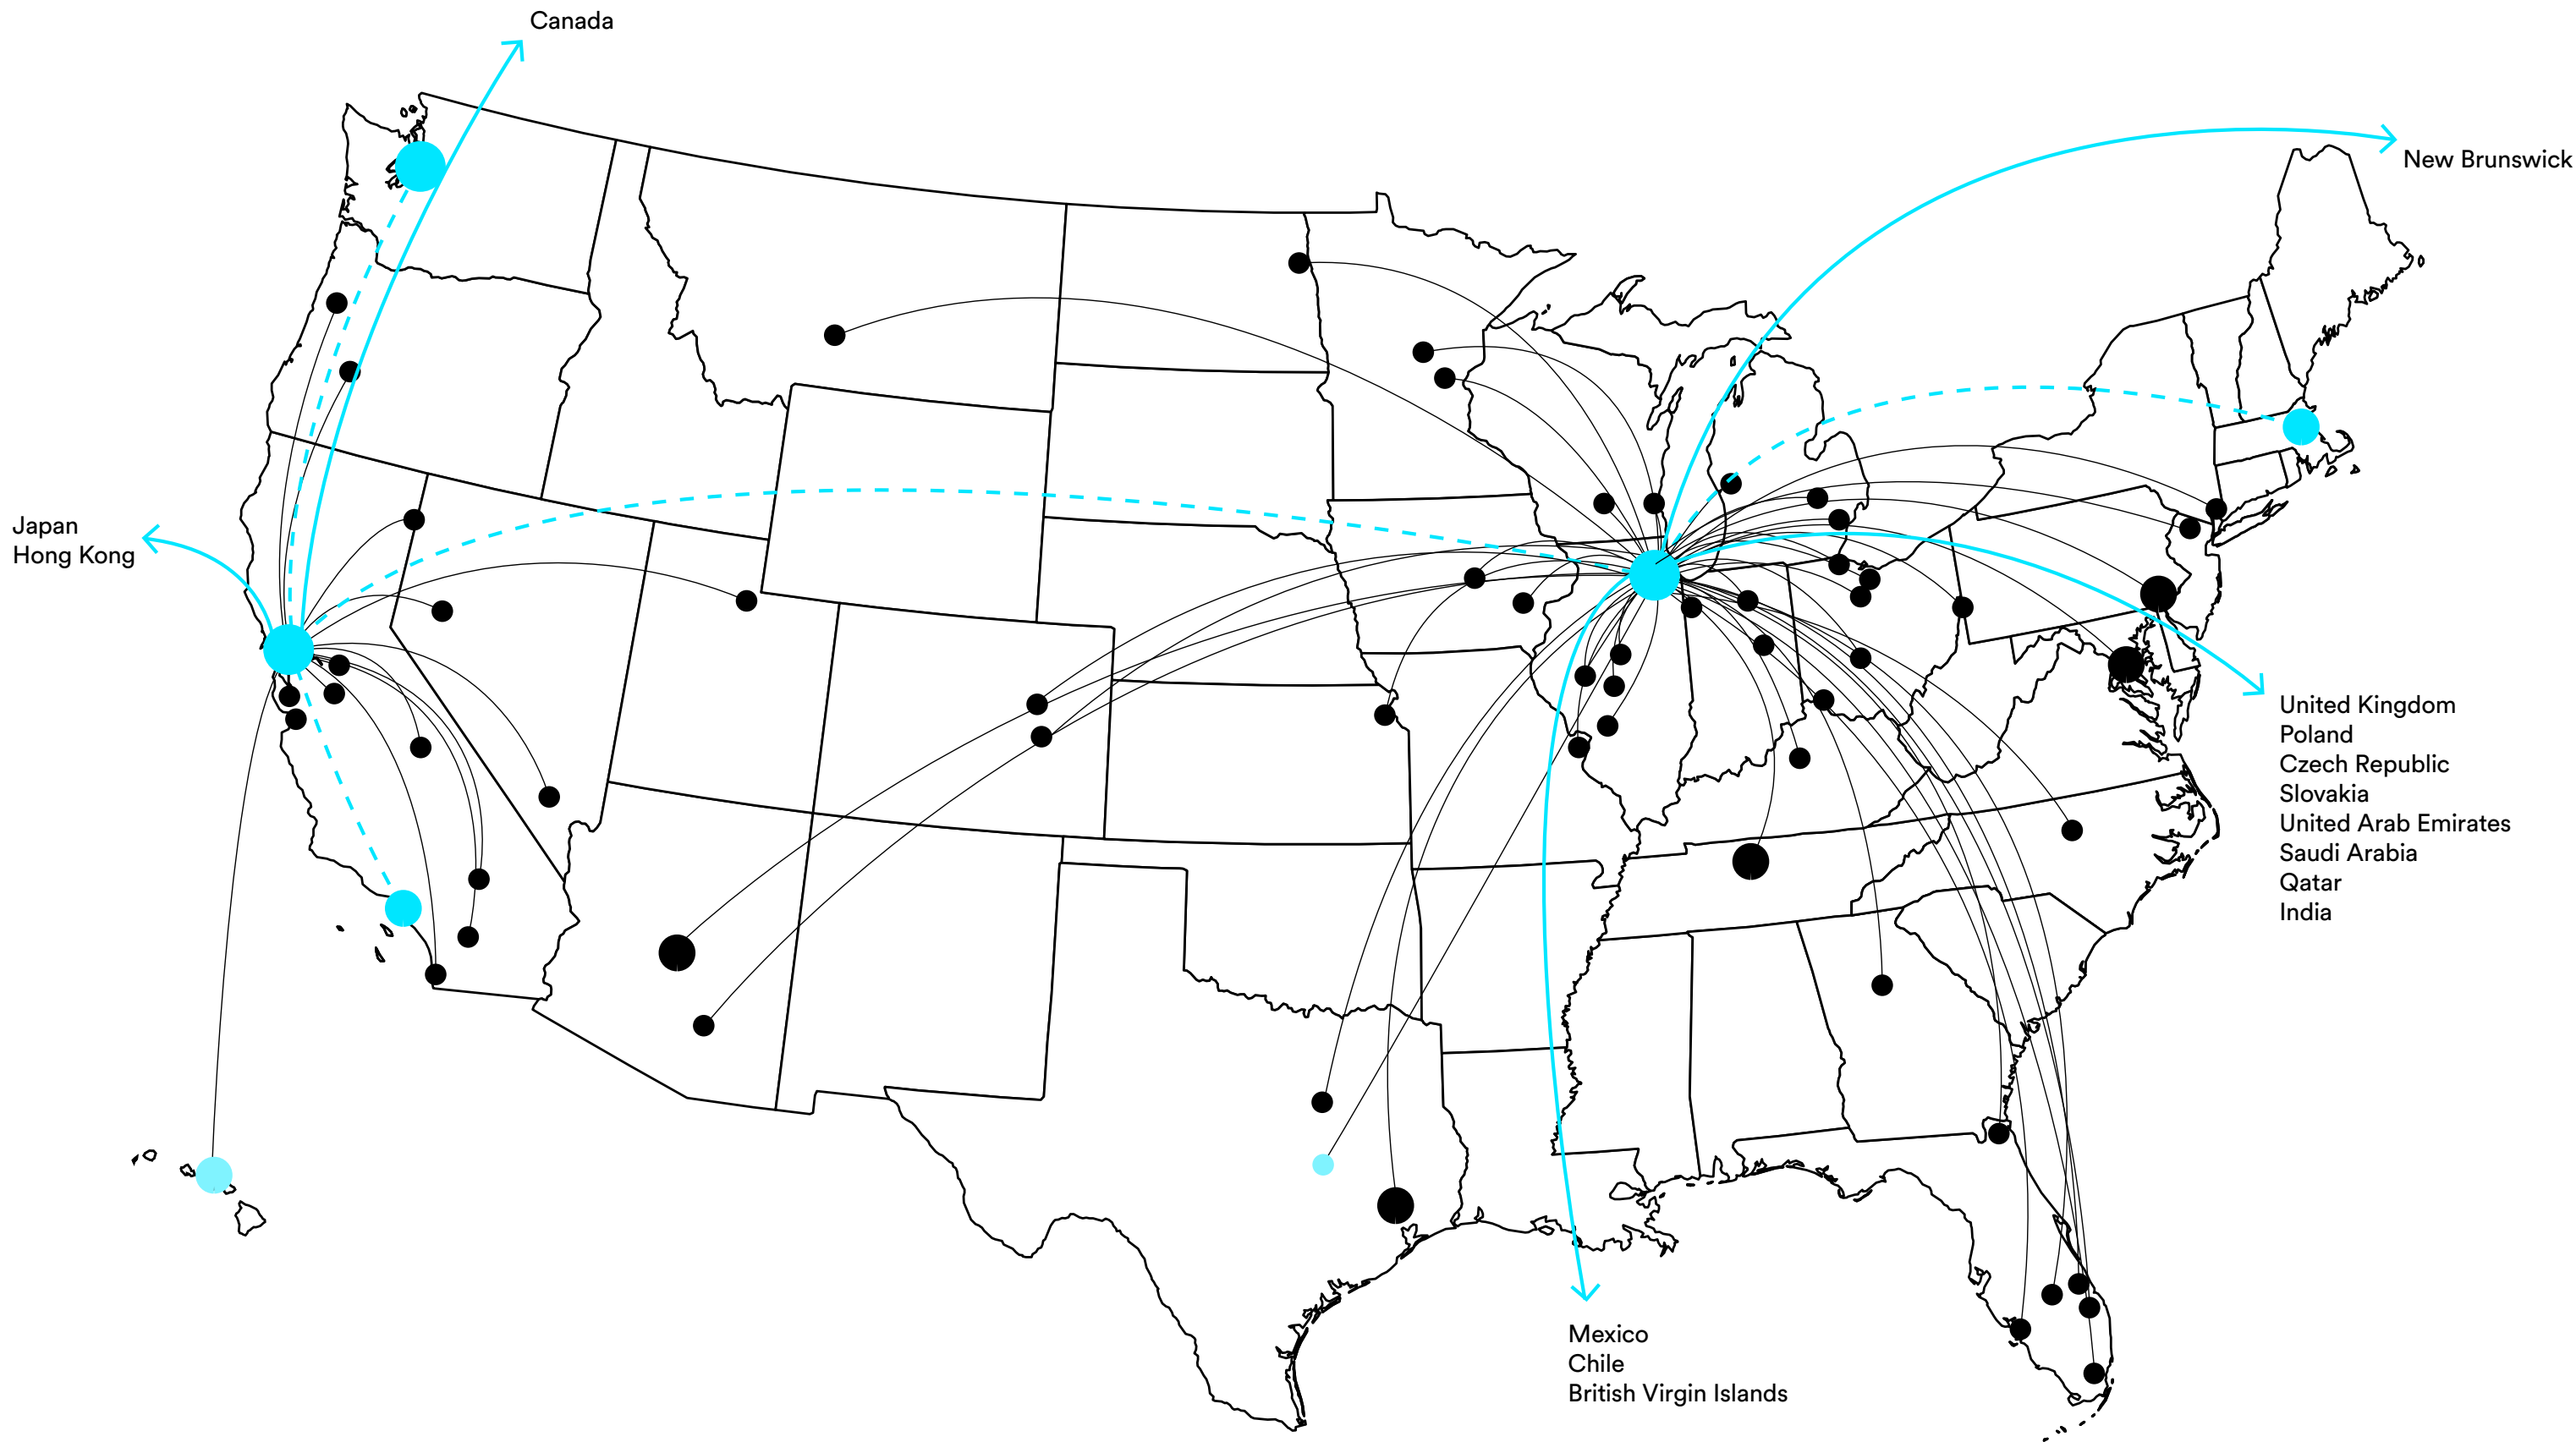 Canada
New Brunswick
Japan
Hong Kong
United Kingdom
Poland
Czech Republic
Slovakia
United Arab Emirates
Saudi Arabia
Qatar
India
Mexico
Chile
British Virgin Islands